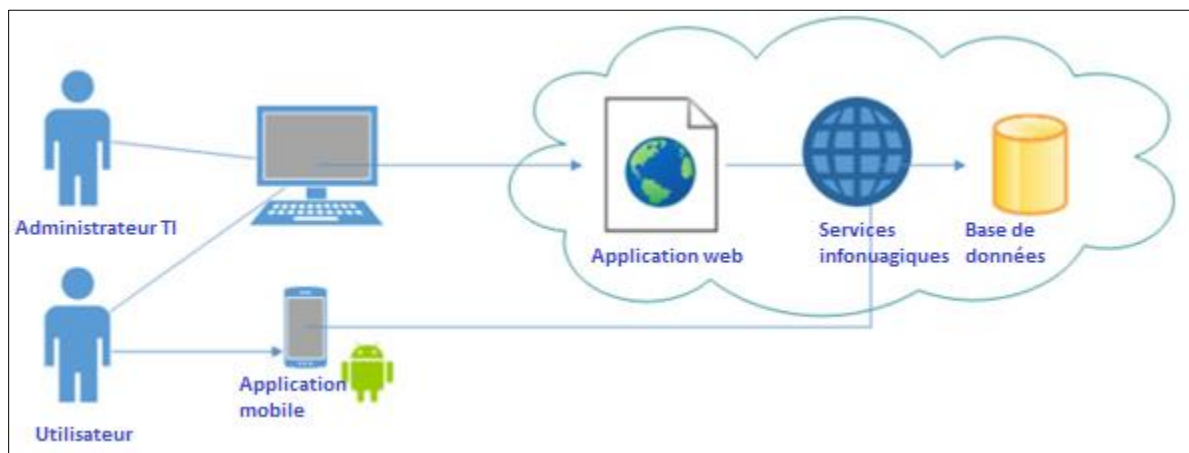 Administrateur TI
Utilisateur
Application
mobile
Application web
Services
infonuagiques
Base de
données